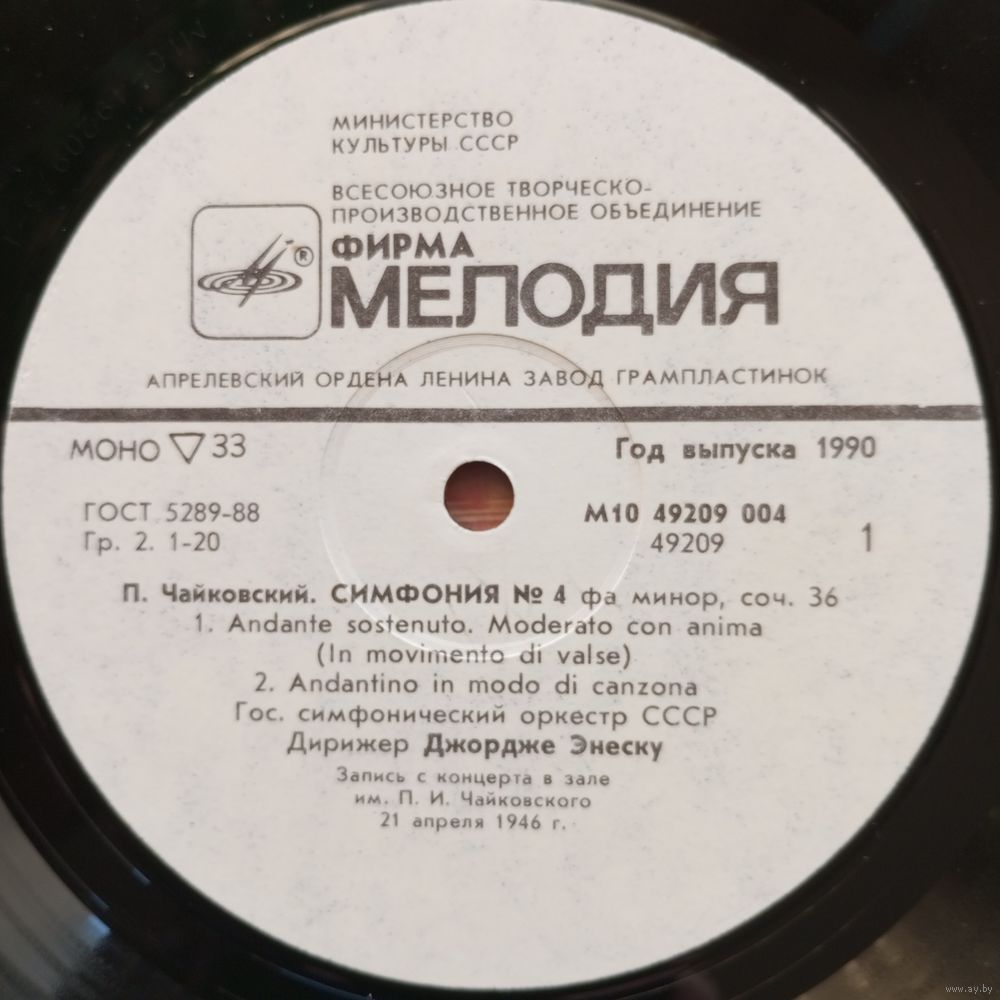 МИНИСТЕРСТВО
КУЛЬТУРЫ СССР
ВСЕСОЮЗНОЕ ТВОРЧЕСКО-
ПРОИЗВОДСТВЕННОЕ ОБЪЕДИНЕНИЕ
® ФИРМА
МЕЛОДИЯ
АПРЕЛЕВСКИЙ ОРДЕНА ЛЕНИНА ЗАВОД ГРАМПЛАСТИНОК
МОНО ▽ 33 Год выпуска 1990
ГОСТ 5289-88 М10 49209 004
Гр. 2. 1-20 49209 1
П. Чайковский. СИМФОНИЯ № 4 фа минор, соч. 36
1. Andante sostenuto. Moderato con anima
(In movimento di valse)
2. Andantino in modo di canzona
Гос. симфонический оркестр СССР
Дирижер Джордже Энеску
Запись с концерта в зале
им. П. И. Чайковского
21 апреля 1946 г.
www.ay.by